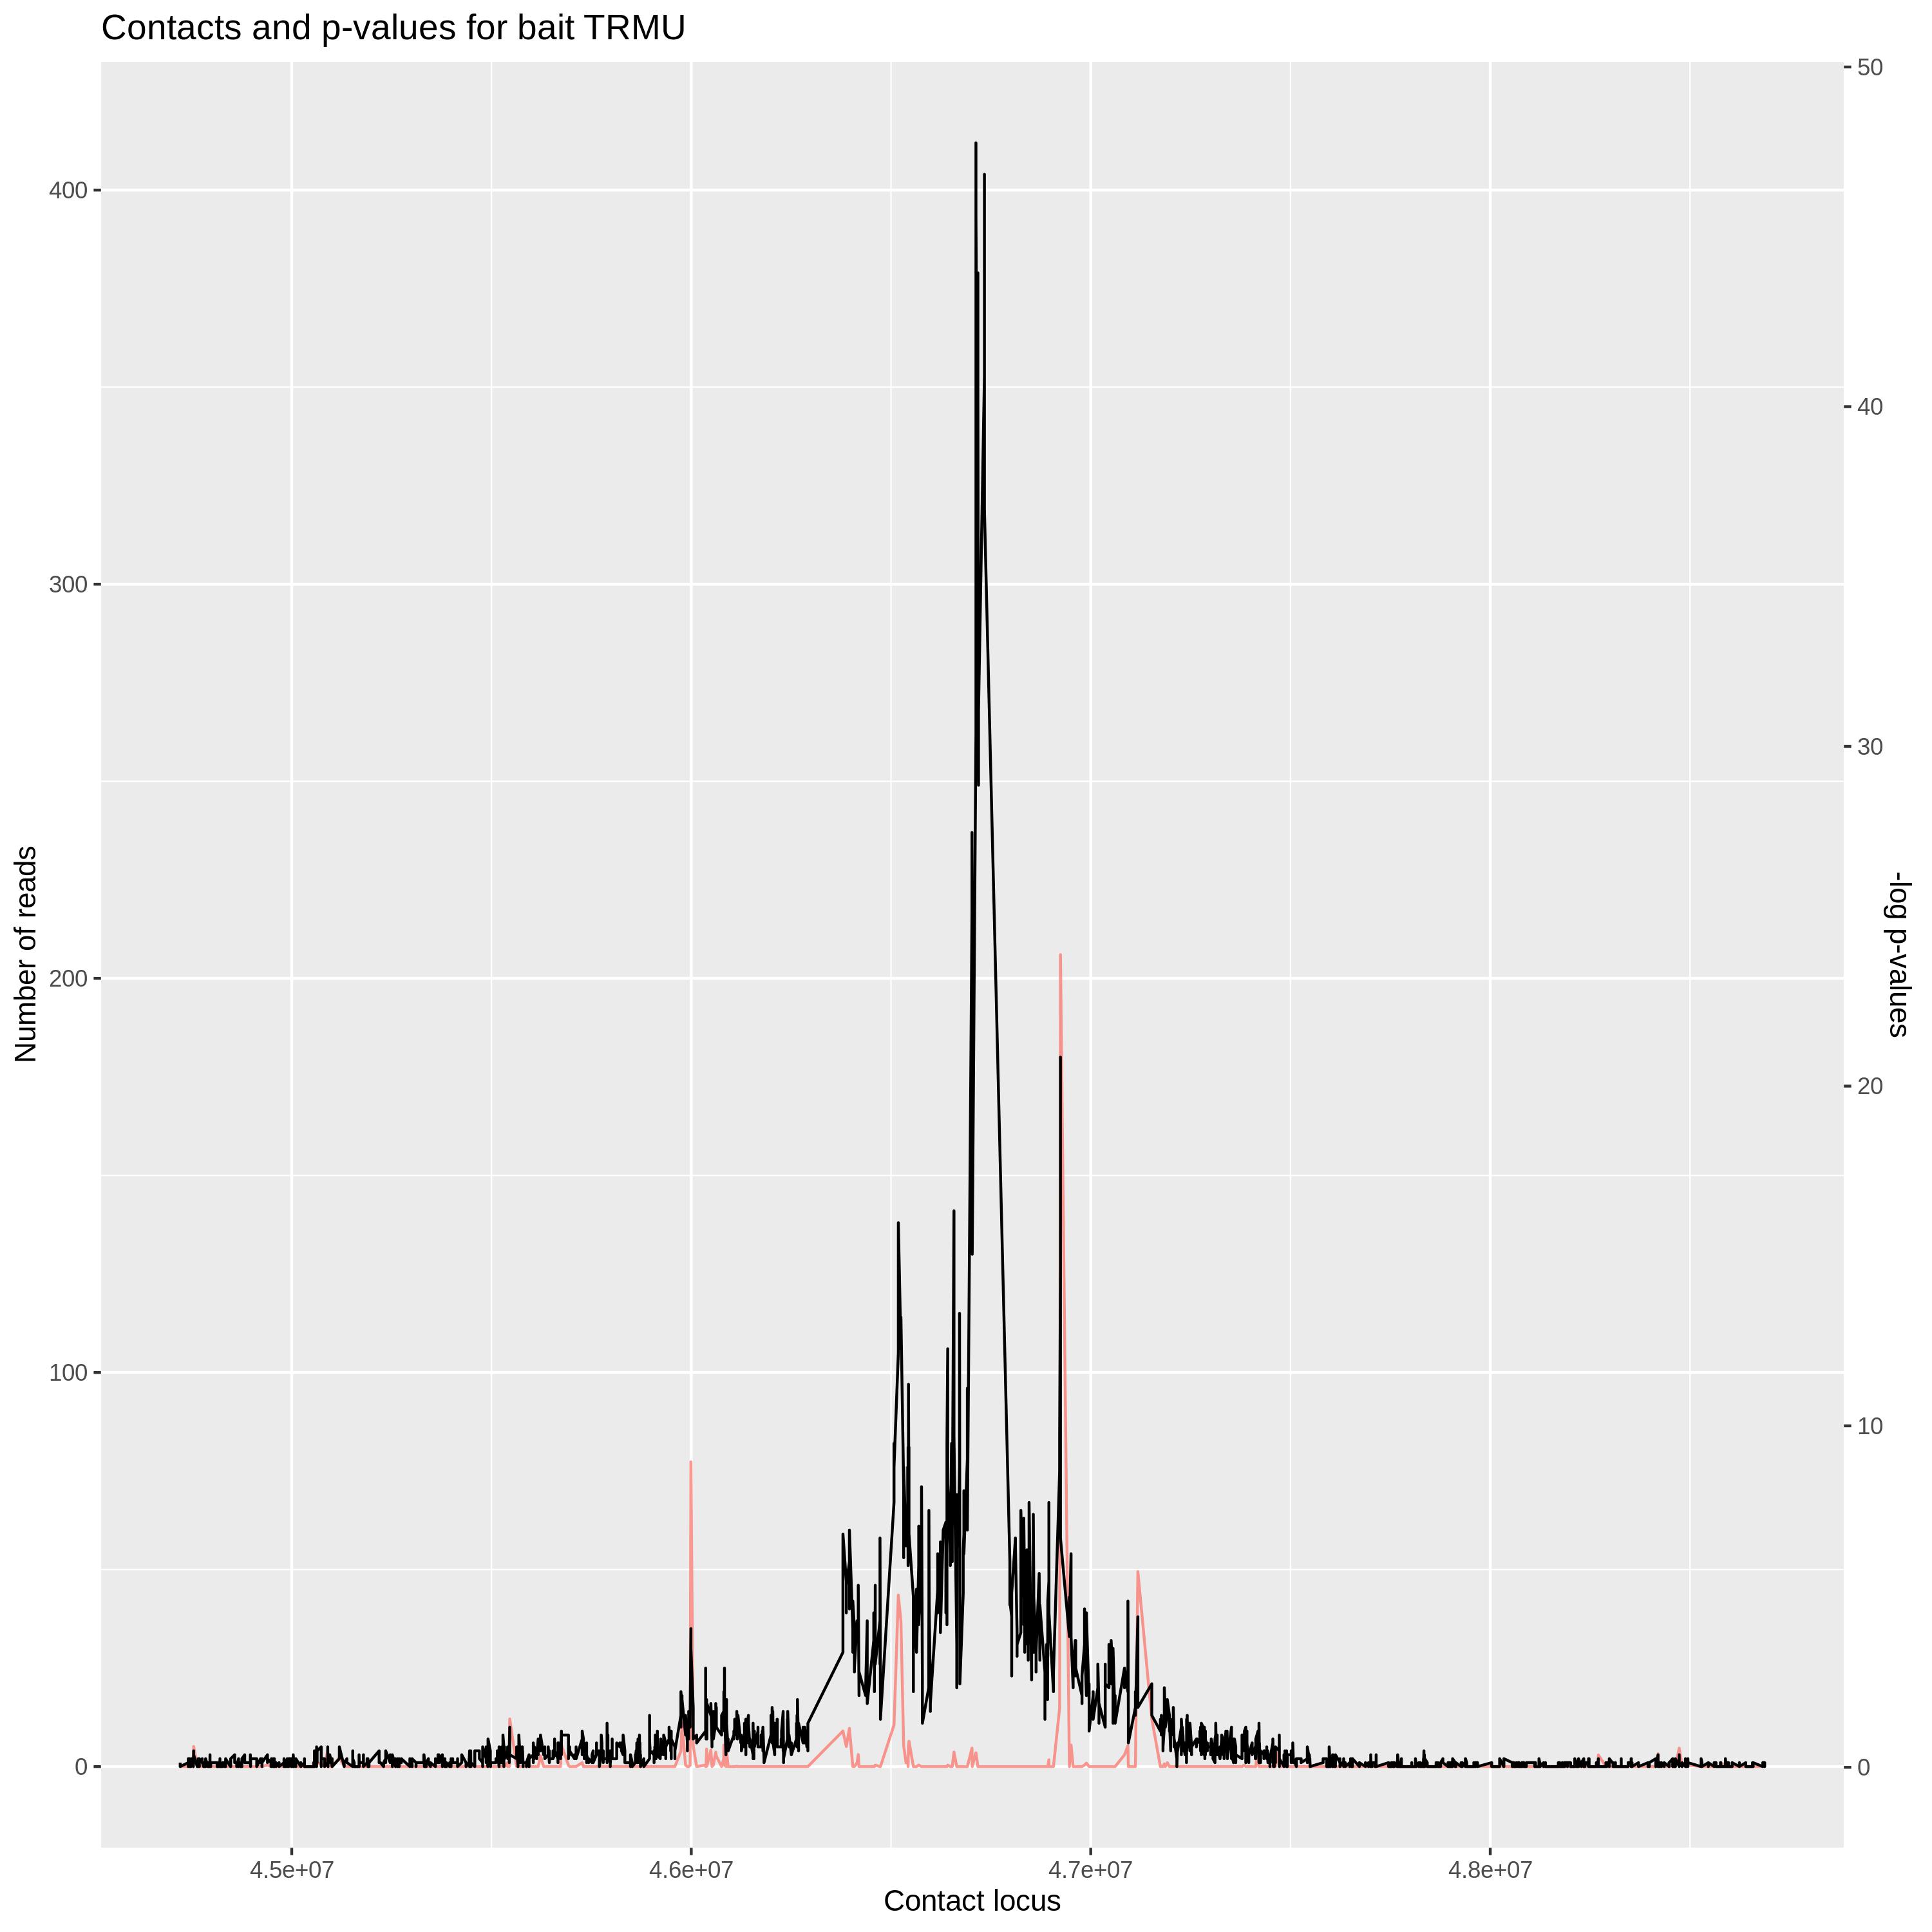 Contacts and p-values for bait TRMU
50
400
40
300
30
Number of reads
-log p-values
200
20
10
100
0
0
4.5e+07
4.6e+07
4.7e+07
4.8e+07
Contact locus